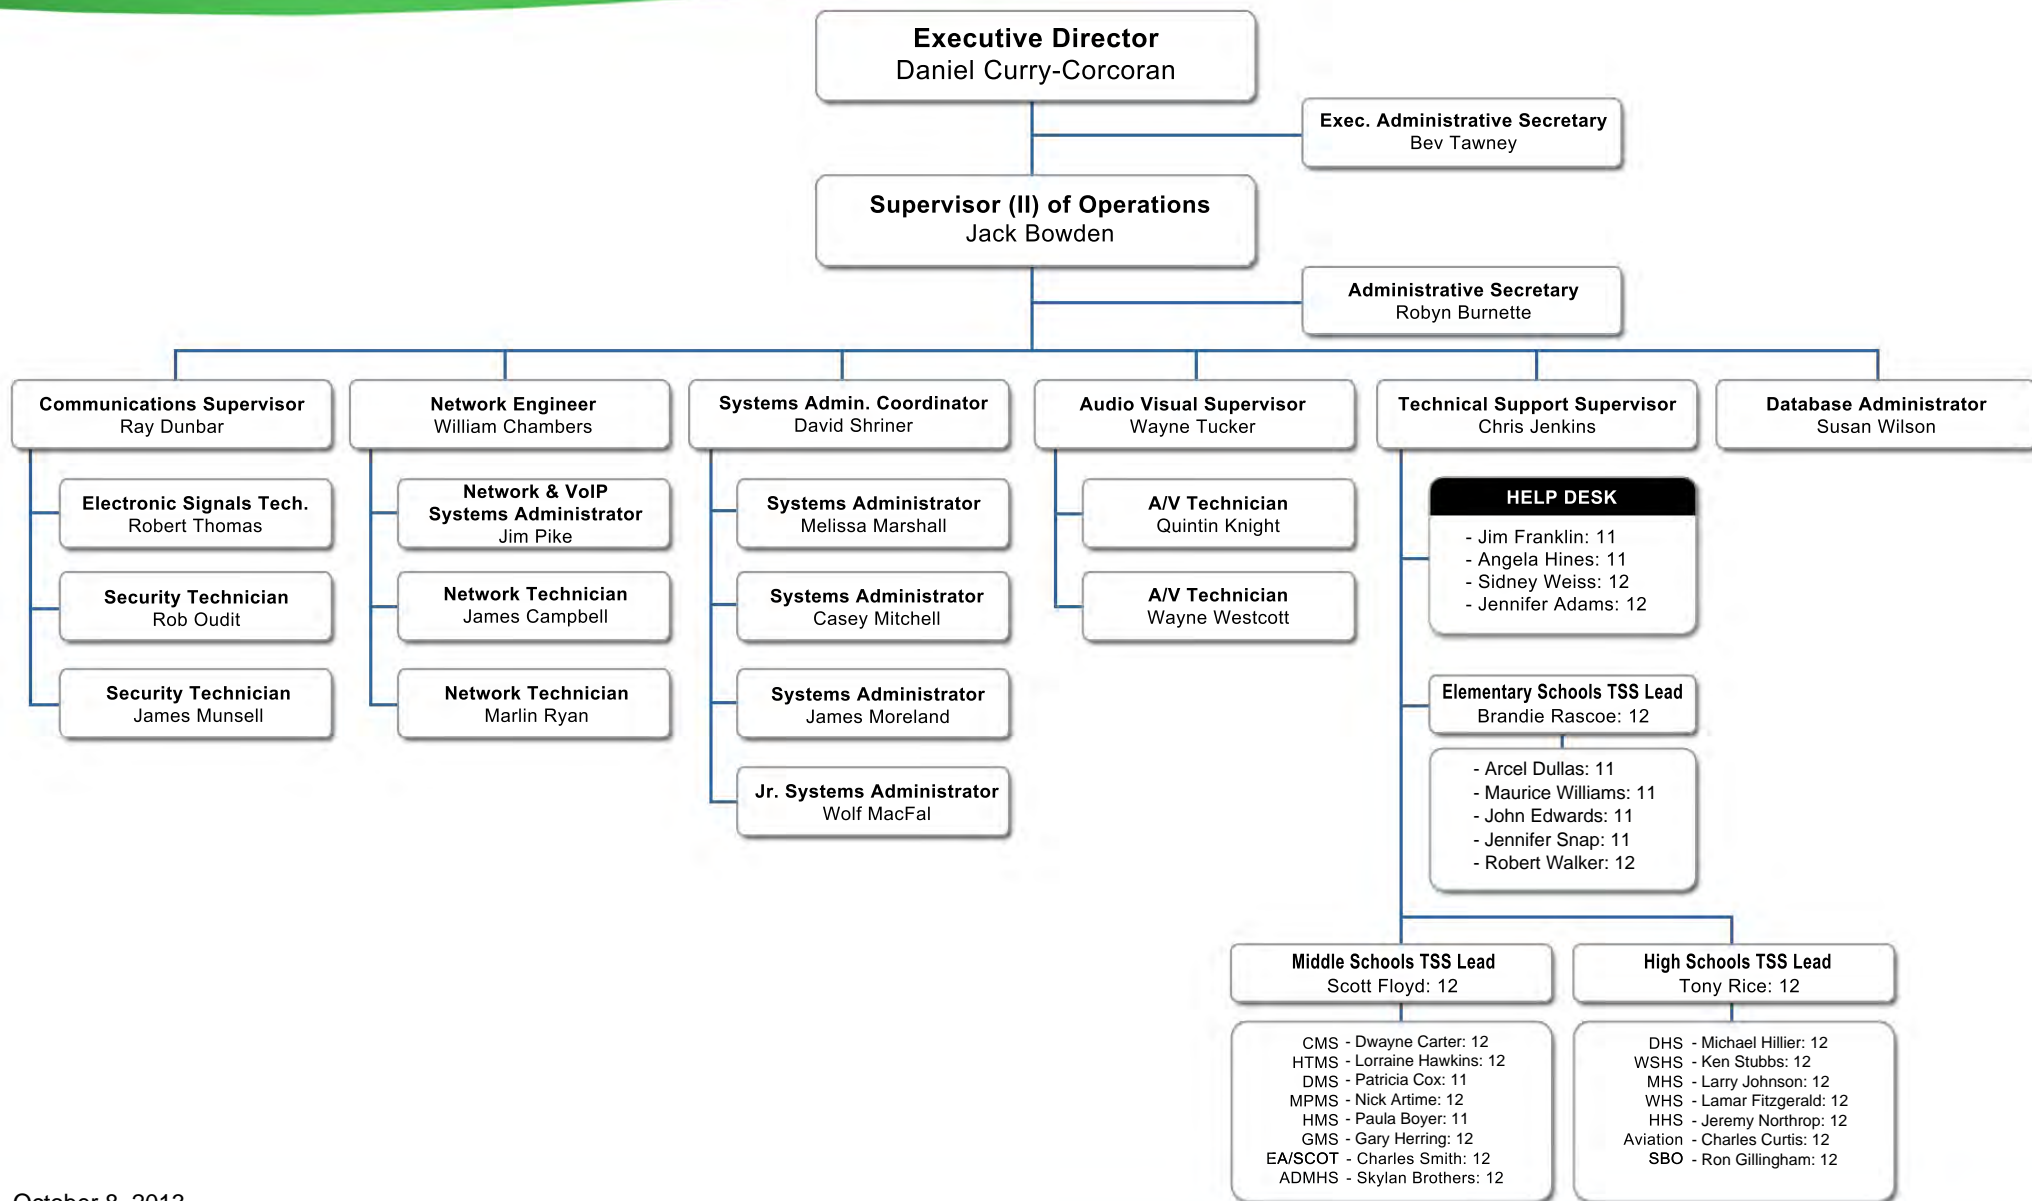 Executive Director
Daniel Curry-Corcoran
Exec. Administrative Secretary
Bev Tawney
Supervisor (II) of Operations
Jack Bowden
Administrative Secretary
Robyn Burnette
Communications Supervisor
Ray Dunbar
Electronic Signals Tech.
Robert Thomas
Security Technician
Rob Oudit
Security Technician
James Munsell
Network Engineer
William Chambers
Network & VoIP
Systems Administrator
Jim Pike
Network Technician
James Campbell
Network Technician
Marlin Ryan
Systems Admin. Coordinator
David Shriner
Systems Administrator
Melissa Marshall
Systems Administrator
Casey Mitchell
Systems Administrator
James Moreland
Jr. Systems Administrator
Wolf MacFal
Audio Visual Supervisor
Wayne Tucker
A/V Technician
Quintin Knight
A/V Technician
Wayne Westcott
Technical Support Supervisor
Chris Jenkins
HELP DESK
- Jim Franklin: 11
- Angela Hines: 11
- Sidney Weiss: 12
- Jennifer Adams: 12
Elementary Schools TSS Lead
Brandie Rascoe: 12
- Arcel Dullas: 11
- Maurice Williams: 11
- John Edwards: 11
- Jennifer Snap: 11
- Robert Walker: 12
Middle Schools TSS Lead
Scott Floyd: 12
CMS - Dwayne Carter: 12
HTMS - Lorraine Hawkins: 12
DMS - Patricia Cox: 11
MPMS - Nick Artime: 12
HMS - Paula Boyer: 11
GMS - Gary Herring: 12
EA/SCOT - Charles Smith: 12
ADMHS - Skylan Brothers: 12
High Schools TSS Lead
Tony Rice: 12
DHS - Michael Hillier: 12
WSHS - Ken Stubbs: 12
MHS - Larry Johnson: 12
WHS - Lamar Fitzgerald: 12
HHS - Jeremy Northrop: 12
Aviation - Charles Curtis: 12
SBO - Ron Gillingham: 12
Database Administrator
Susan Wilson
October 8, 2013